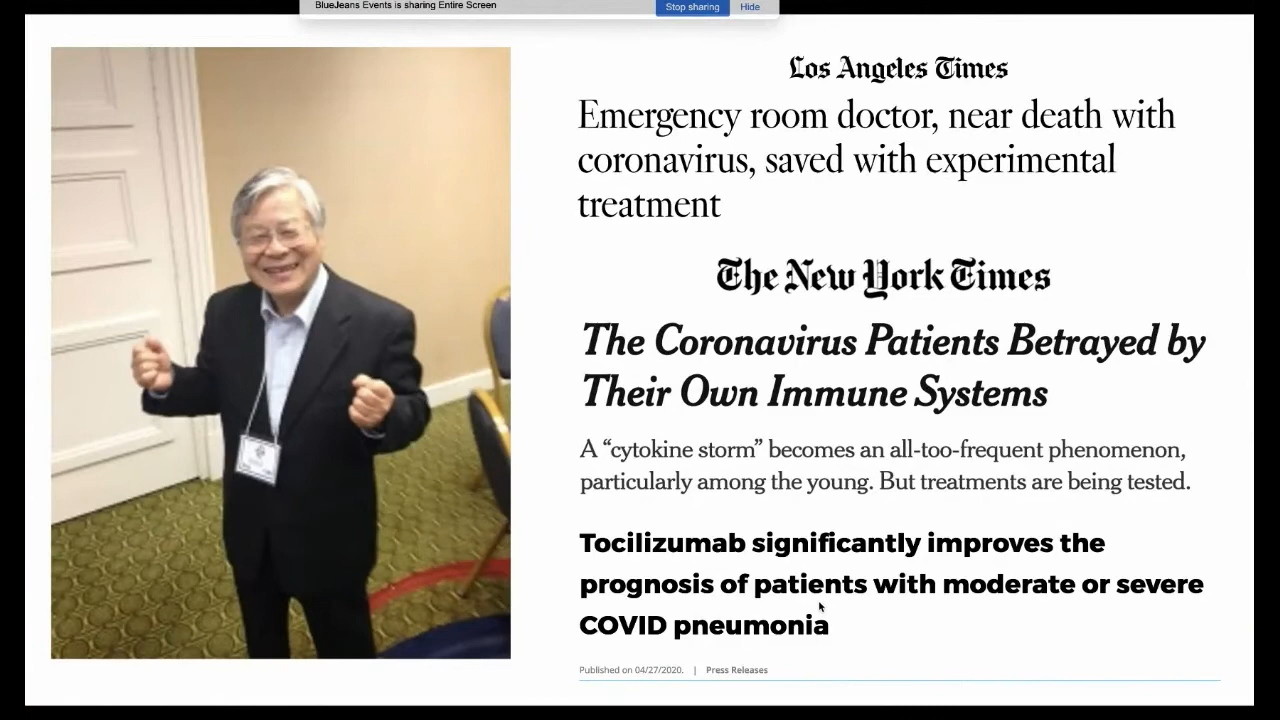 BlueJeans Events is sharing Entire Screen
Stop sharing
Hide
Los Angeles Times
Emergency room doctor, near death with
coronavirus, saved with experimental
treatment
The New York Times
The Coronavirus Patients Betrayed by
Their Own Immune Systems
A “cytokine storm” becomes an all-too-frequent phenomenon,
particularly among the young. But treatments are being tested.
Tocilizumab significantly improves the
prognosis of patients with moderate or severe
COVID pneumonia
Published on 04/27/2020. | Press Releases